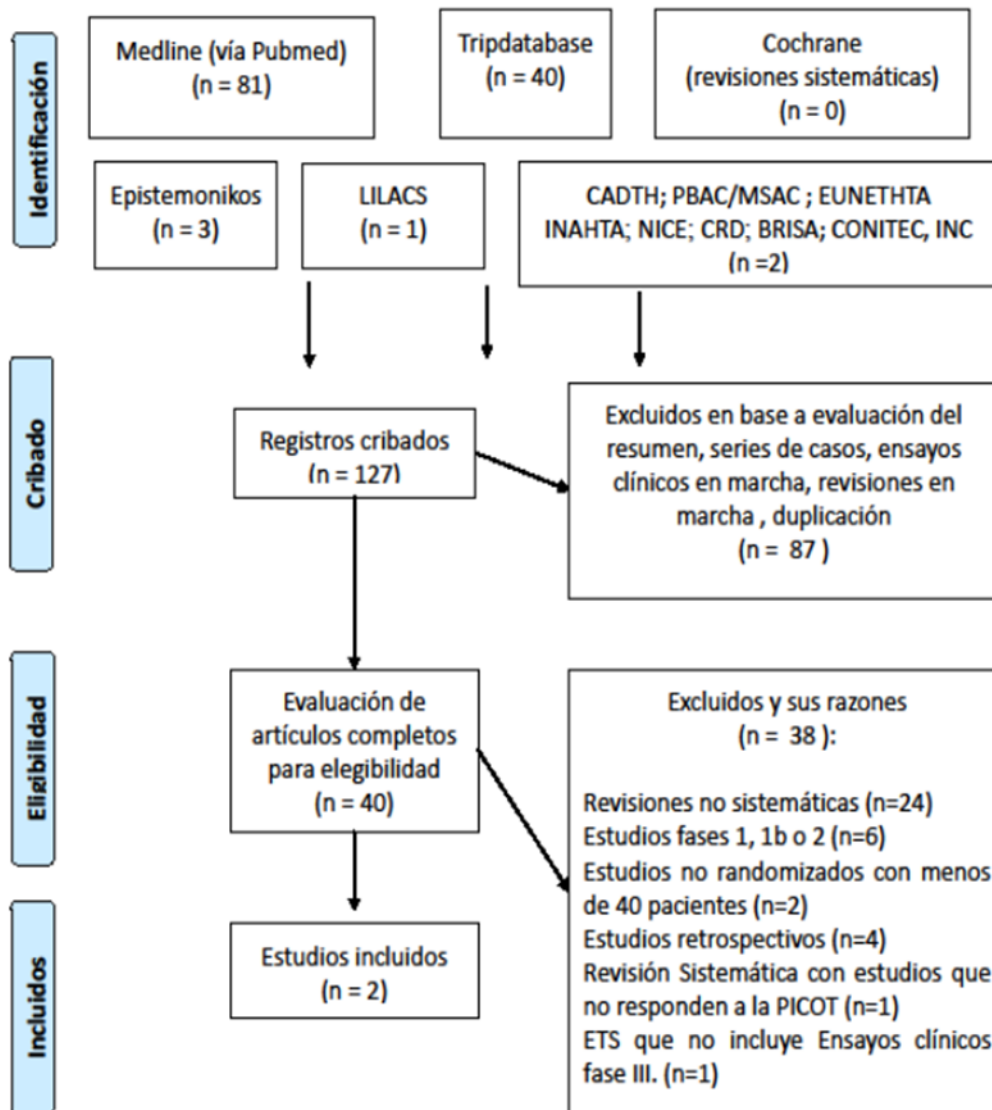 Identificación
Medline (vía Pubmed)
(n = 81)
Tripdatabase
(n = 40)
Cochrane
(revisiones sistemáticas)
(n = 0)
Epistemonikos
(n = 3)
LILACS
(n = 1)
CADTH; PBAC/MSAC ; EUNETHTA
INAHTA; NICE; CRD; BRISA; CONITEC, INC
(n =2)
Cribado
Registros cribados
(n = 127)
Excluidos en base a evaluación del
resumen, series de casos, ensayos
clínicos en marcha, revisiones en
marcha , duplicación
(n = 87 )
Eligibilidad
Evaluación de
artículos completos
para elegibilidad
(n = 40)
Excluidos y sus razones
(n = 38 ):
Revisiones no sistemáticas (n=24)
Estudios fases 1, 1b o 2 (n=6)
Estudios no randomizados con menos
de 40 pacientes (n=2)
Estudios retrospectivos (n=4)
Revisión Sistemática con estudios que
no responden a la PICOT (n=1)
ETS que no incluye Ensayos clínicos
fase III. (n=1)
Incluidos
Estudios incluidos
(n = 2)